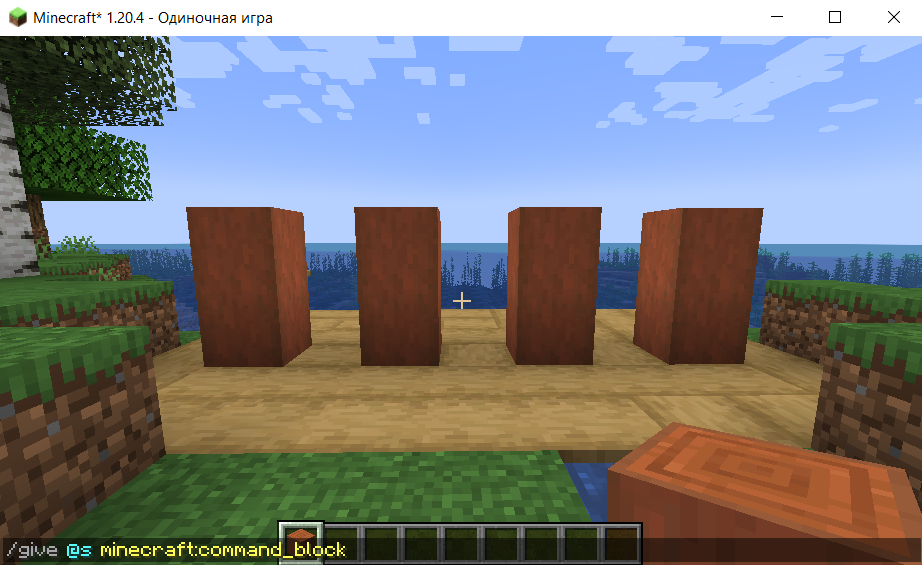 Minecraft* 1.20.4 - Одиночная игра
/give @s minecraft:command_block